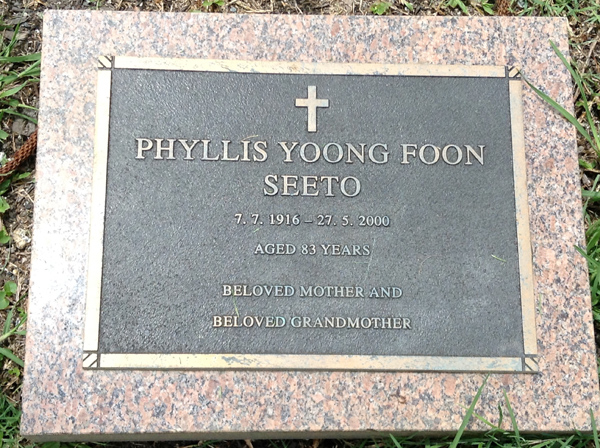 PHYLLIS YOONG FOON
SEETO
7. 7. 1916 – 27. 5. 2000
AGED 83 YEARS
BELOVED MOTHER AND
BELOVED GRANDMOTHER